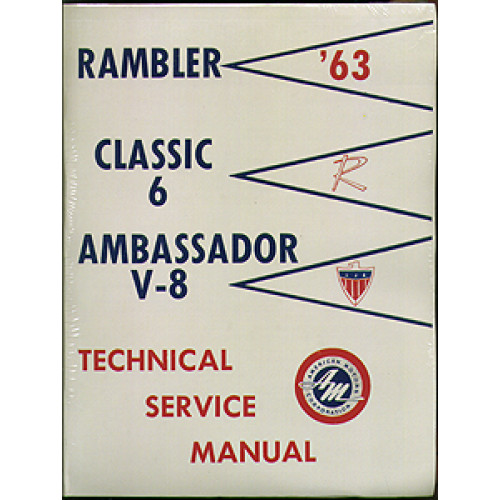 RAMBLER '63
CLASSIC
6
R
AMBASSADOR
V-8
TECHNICAL
SERVICE
MANUAL
AMERICAN MOTORS
AM
CORPORATION